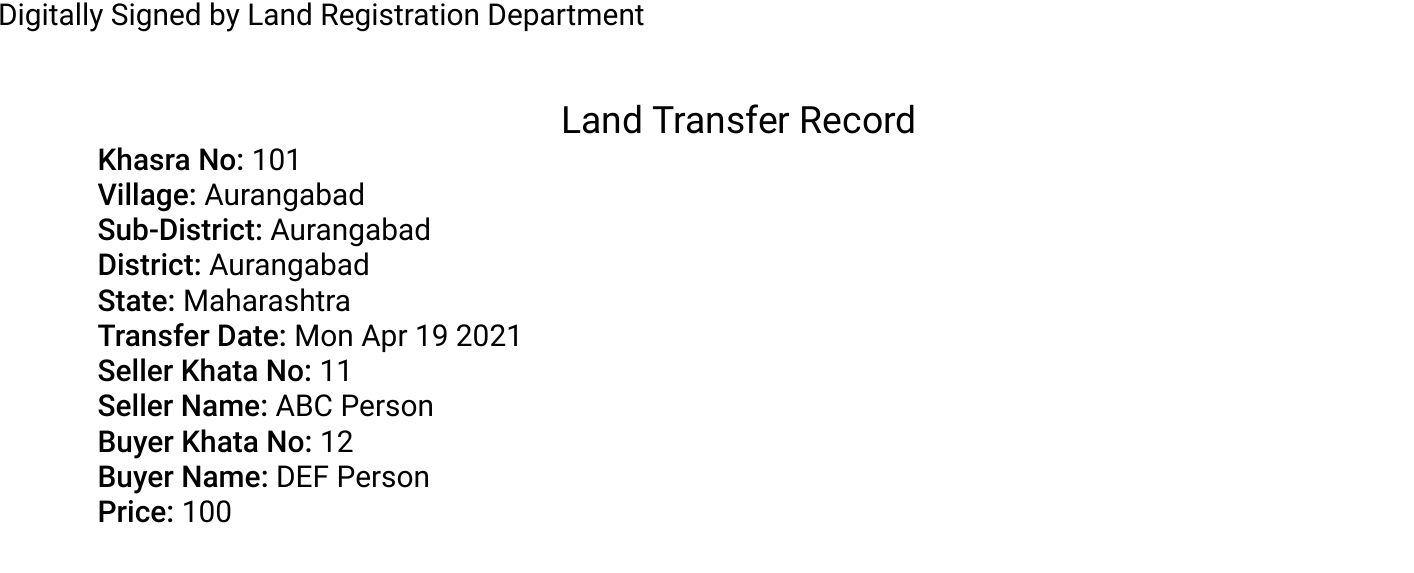 Digitally Signed by Land Registration Department
Land Transfer Record
Khasra No: 101
Village: Aurangabad
Sub-District: Aurangabad
District: Aurangabad
State: Maharashtra
Transfer Date: Mon Apr 19 2021
Seller Khata No: 11
Seller Name: ABC Person
Buyer Khata No: 12
Buyer Name: DEF Person
Price: 100